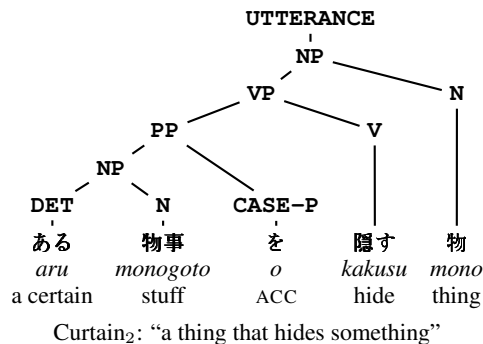 UTTERANCE
NP
VP N
PP V
NP
DET N CASE–P
ある 物事 を 隠す 物
aru monogoto o kakusu mono
a certain stuff ACC hide thing
Curtain₂: “a thing that hides something”